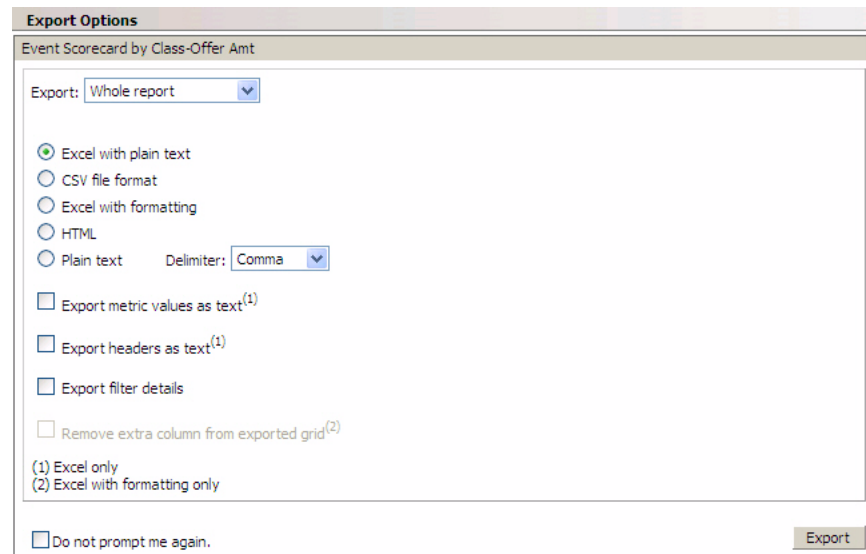 Export Options
Event Scorecard by Class-Offer Amt
Export: Whole report
Excel with plain text
CSV file format
Excel with formatting
HTML
Plain text Delimiter: Comma
Export metric values as text(1)
Export headers as text(1)
Export filter details
Remove extra column from exported grid(2)
(1) Excel only
(2) Excel with formatting only
Do not prompt me again. Export